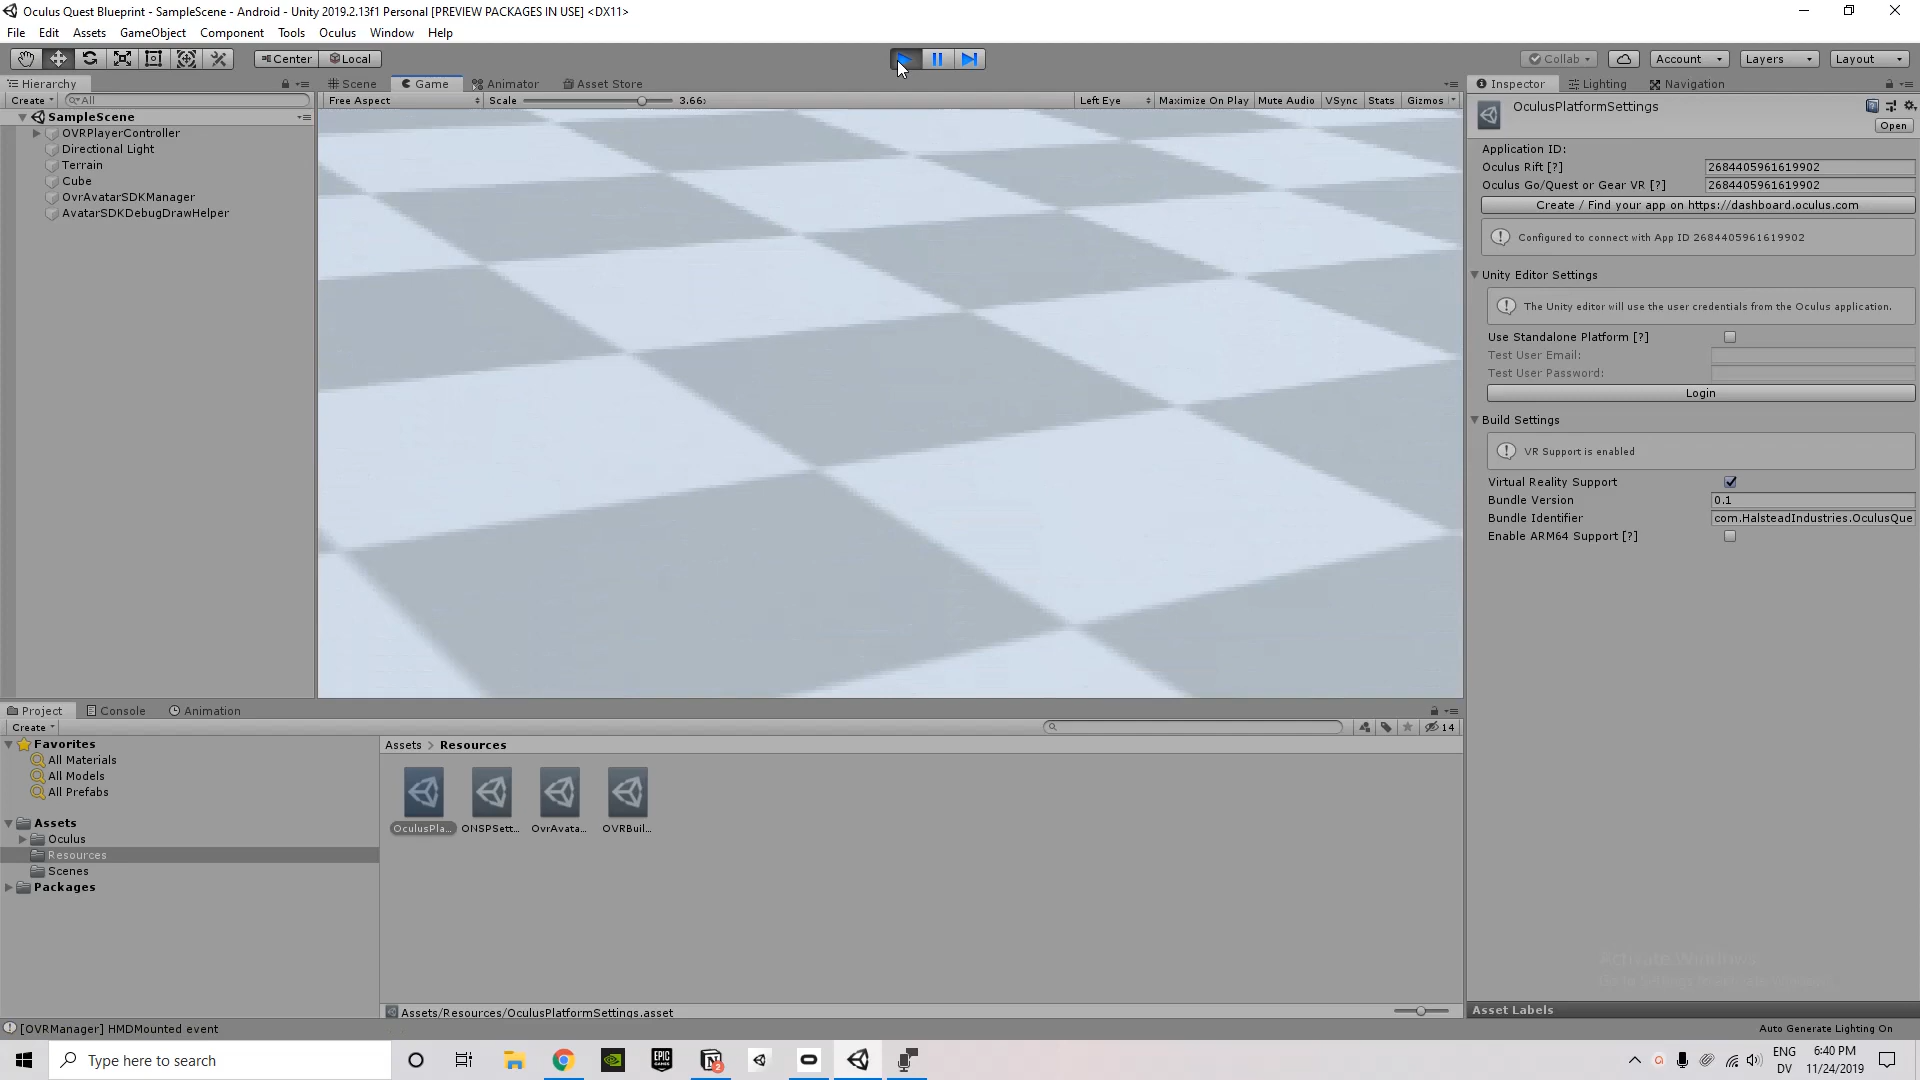 Oculus Quest Blueprint - SampleScene - Android - Unity 2019.2.13f1 Personal [PREVIEW PACKAGES IN USE] <DX11>
File Edit Assets GameObject Component Tools Oculus Window Help
Center Local Collab Account Layers Layout
Hierarchy
Create All
SampleScene
OVRPlayerController
Directional Light
Terrain
Cube
OvrAvatarSDKManager
AvatarSDKDebugDrawHelper
Scene Game Animator Asset Store
Free Aspect Scale 3.66x Left Eye Maximize On Play Mute Audio VSync Stats Gizmos
Inspector Lighting Navigation
OculusPlatformSettings
Open
Application ID:
Oculus Rift [?] 2684405961619902
Oculus Go/Quest or Gear VR [?] 2684405961619902
Create / Find your app on https://dashboard.oculus.com
Configured to connect with App ID 2684405961619902
Unity Editor Settings
The Unity editor will use the user credentials from the Oculus application.
Use Standalone Platform [?]
Test User Email:
Test User Password:
Login
Build Settings
VR Support is enabled
Virtual Reality Support
Bundle Version 0.1
Bundle Identifier com.HalsteadIndustries.OculusQue
Enable ARM64 Support [?]
Activate Windows
Asset Labels
Project Console Animation
Create 14
Favorites
All Materials
All Models
All Prefabs
Assets
Oculus
Resources
Scenes
Packages
Assets > Resources
OculusPla... ONSPSett... OvrAvata... OVRBuil...
Assets/Resources/OculusPlatformSettings.asset
[OVRManager] HMDMounted event
Auto Generate Lighting On
Type here to search
EPIC GAMES
2
ENG
DV
6:40 PM
11/24/2019